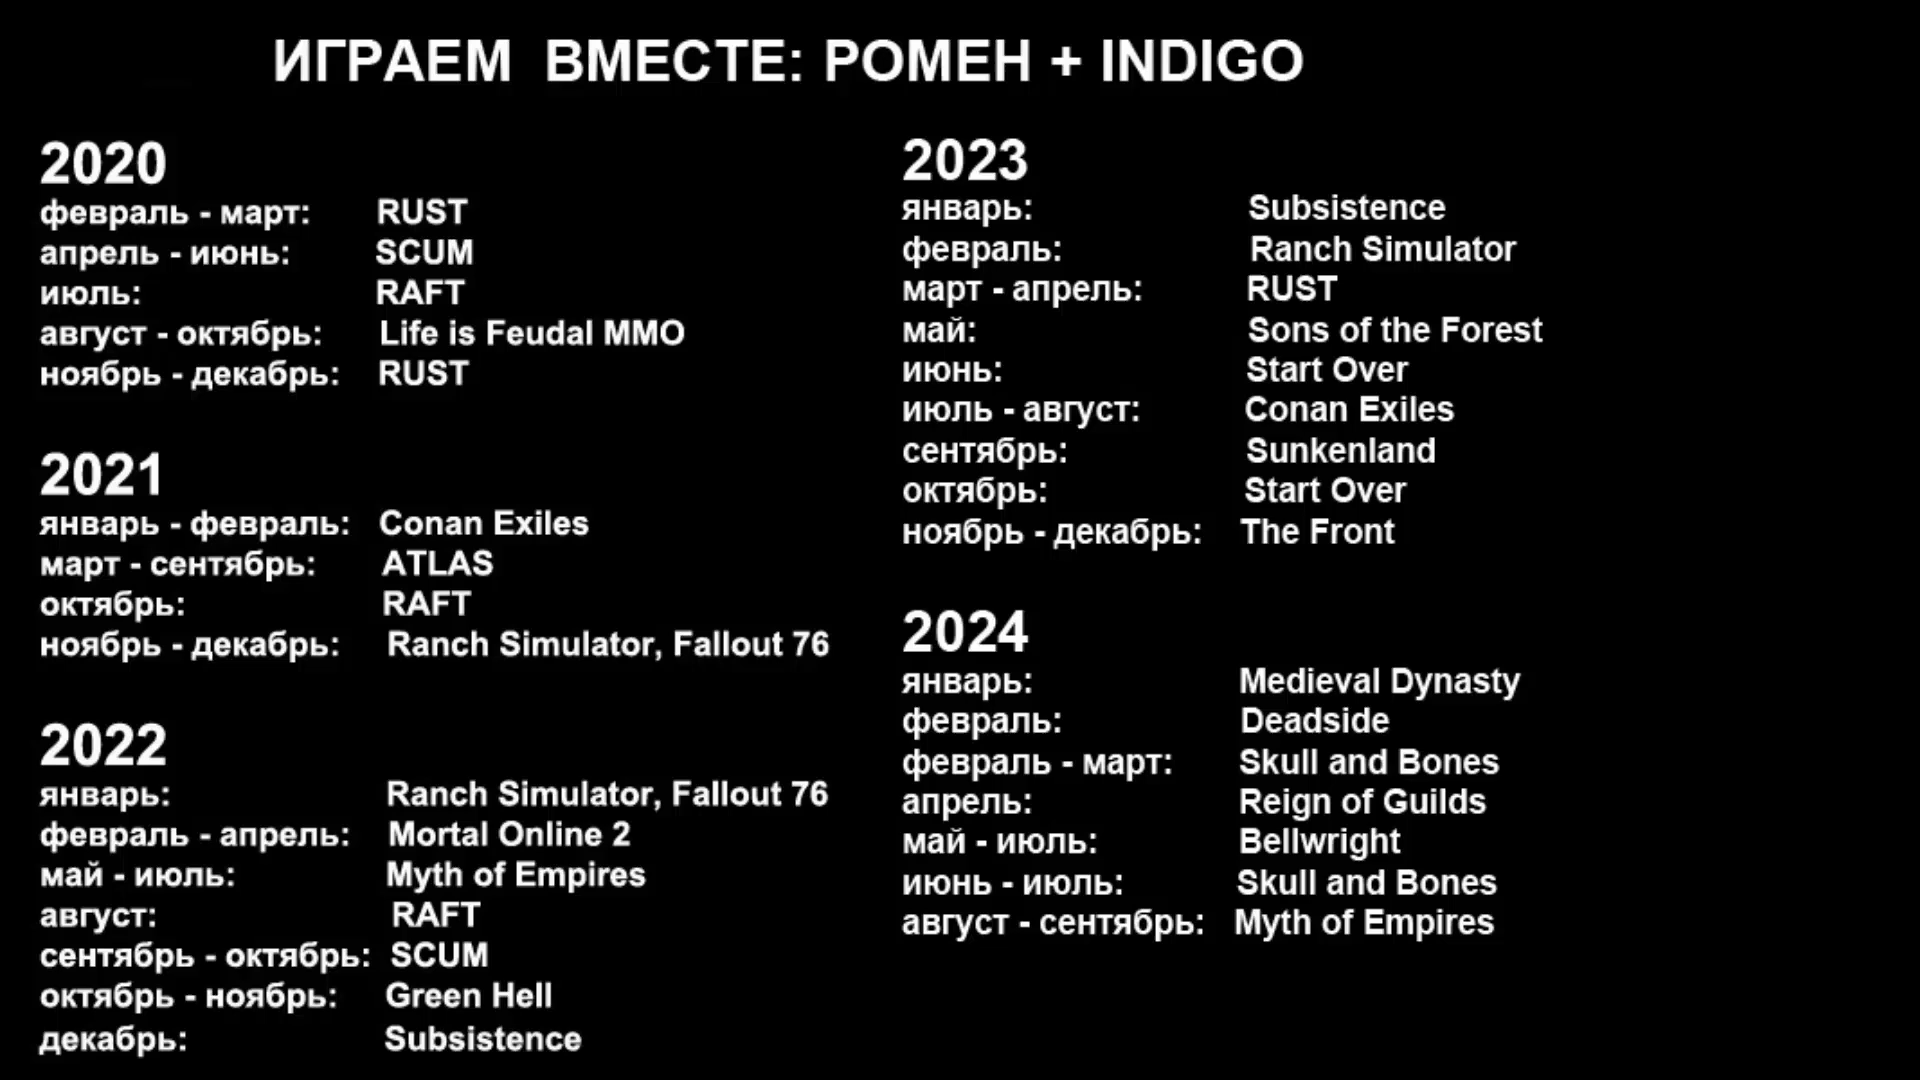 ИГРАЕМ ВМЕСТЕ: РОМЕН + INDIGO
2020
февраль - март: RUST
апрель - июнь: SCUM
июль: RAFT
август - октябрь: Life is Feudal MMO
ноябрь - декабрь: RUST
2021
январь - февраль: Conan Exiles
март - сентябрь: ATLAS
октябрь: RAFT
ноябрь - декабрь: Ranch Simulator, Fallout 76
2022
январь: Ranch Simulator, Fallout 76
февраль - апрель: Mortal Online 2
май - июль: Myth of Empires
август: RAFT
сентябрь - октябрь: SCUM
октябрь - ноябрь: Green Hell
декабрь: Subsistence
2023
январь: Subsistence
февраль: Ranch Simulator
март - апрель: RUST
май: Sons of the Forest
июнь: Start Over
июль - август: Conan Exiles
сентябрь: Sunkenland
октябрь: Start Over
ноябрь - декабрь: The Front
2024
январь: Medieval Dynasty
февраль: Deadside
февраль - март: Skull and Bones
апрель: Reign of Guilds
май - июль: Bellwright
июнь - июль: Skull and Bones
август - сентябрь: Myth of Empires